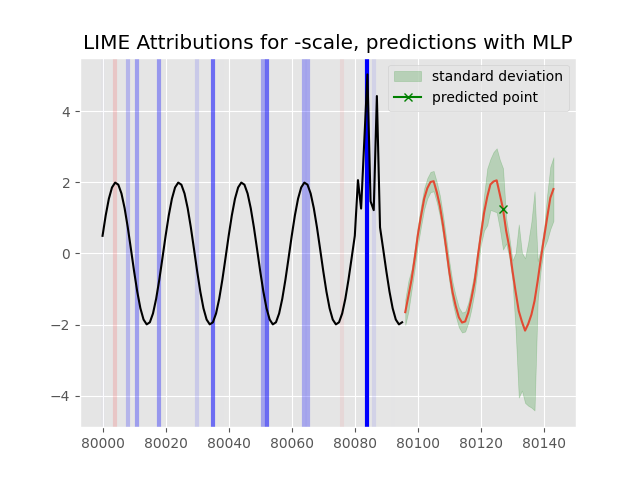 LIME Attributions for -scale, predictions with MLP
standard deviation
predicted point
4
2
0
−2
−4
80000 80020 80040 80060 80080 80100 80120 80140